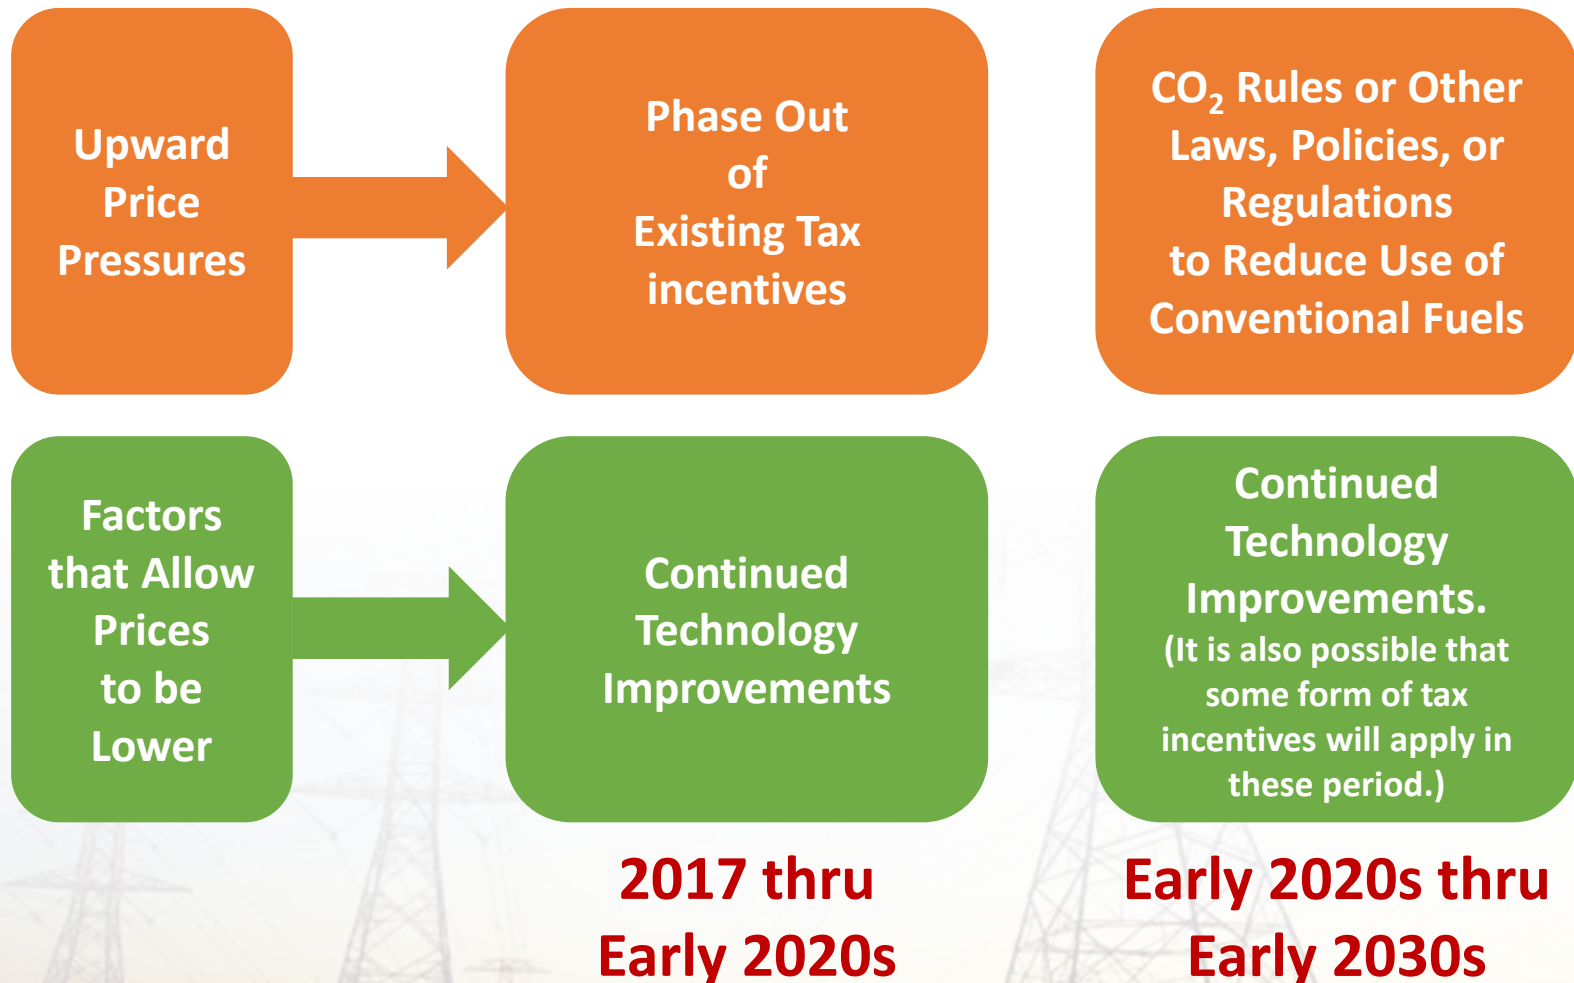 Upward
Price
Pressures
Phase Out
of
Existing Tax
incentives
CO₂ Rules or Other
Laws, Policies, or
Regulations
to Reduce Use of
Conventional Fuels
Factors
that Allow
Prices
to be
Lower
Continued
Technology
Improvements
Continued
Technology
Improvements.
(It is also possible that
some form of tax
incentives will apply in
these period.)
2017 thru
Early 2020s
Early 2020s thru
Early 2030s